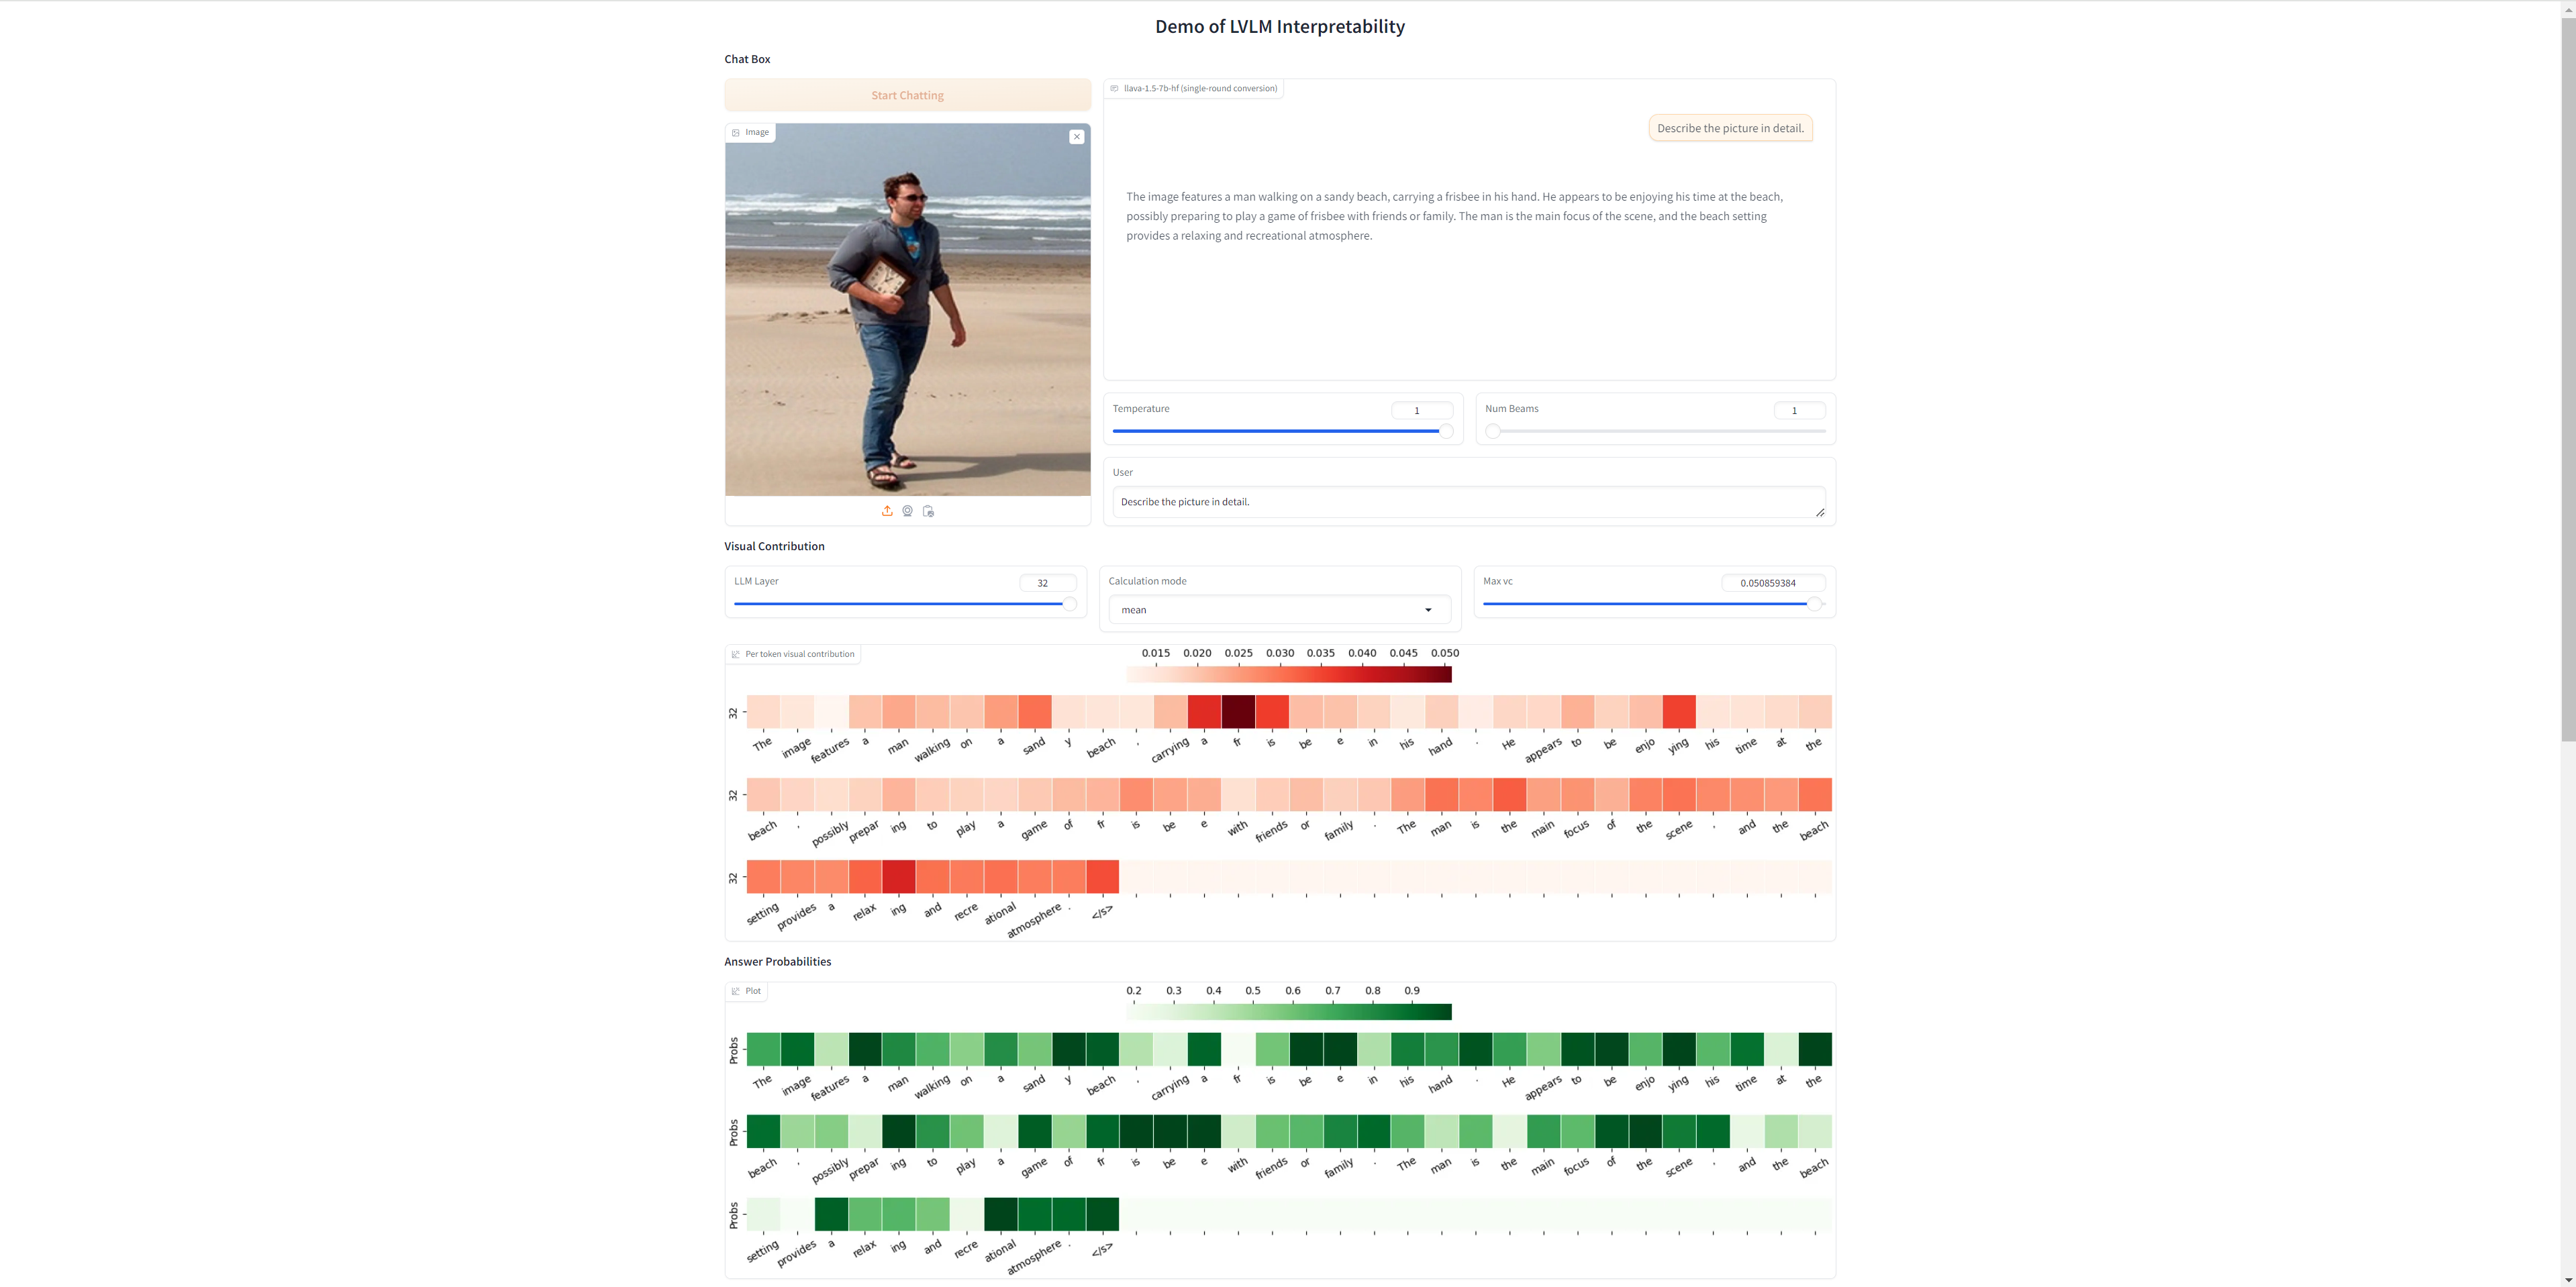 Demo of LVLM Interpretability
Chat Box
Start Chatting
Image
llava-1.5-7b-hf (single-round conversion)
Describe the picture in detail.
The image features a man walking on a sandy beach, carrying a frisbee in his hand. He appears to be enjoying his time at the beach,
possibly preparing to play a game of frisbee with friends or family. The man is the main focus of the scene, and the beach setting
provides a relaxing and recreational atmosphere.
Temperature 1
Num Beams 1
User
Describe the picture in detail.
Visual Contribution
LLM Layer 32
Calculation mode
mean
Max vc 0.050859384
Per token visual contribution
0.015 0.020 0.025 0.030 0.035 0.040 0.045 0.050
32
The image features a man walking on a sand y beach , carrying a fr is be e in his hand . He appears to be enjo ying his time at the
32
beach , possibly prepar ing to play a game of fr is be e with friends or family . The man is the main focus of the scene , and the beach
32
setting provides a relax ing and recre ational atmosphere . </s>
Answer Probabilities
Plot
0.2 0.3 0.4 0.5 0.6 0.7 0.8 0.9
Probs
The image features a man walking on a sand y beach , carrying a fr is be e in his hand . He appears to be enjo ying his time at the
Probs
beach , possibly prepar ing to play a game of fr is be e with friends or family . The man is the main focus of the scene , and the beach
Probs
setting provides a relax ing and recre ational atmosphere . </s>